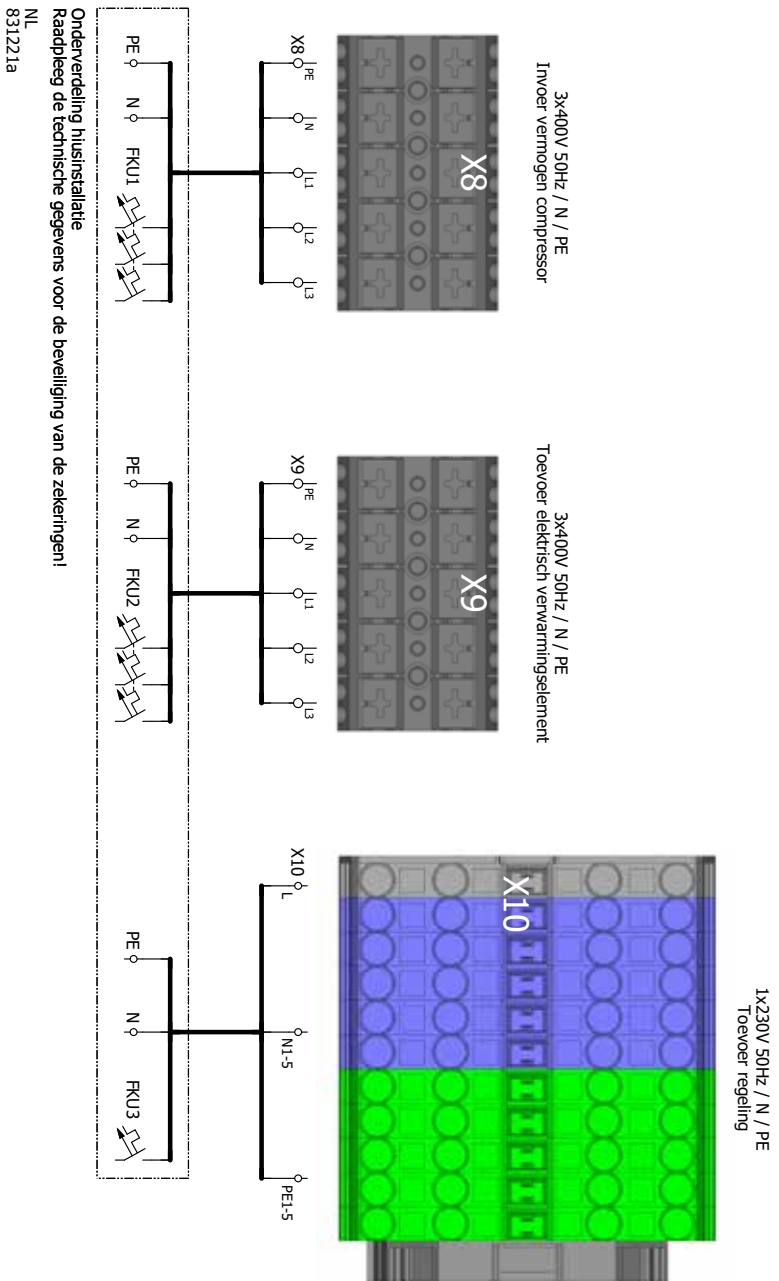 3x400V 50Hz / N / PE
Invoer vermogen compressor
3x400V 50Hz / N / PE
Toevoer elektrisch verwarmingselement
1x230V 50Hz / N / PE
Toevoer regeling
X8
X9
X10
X8
PE
N
L1
L2
L3
X9
PE
N
L1
L2
L3
X10
L
N1-5
PE1-5
PE
N
FKU1
PE
N
FKU2
PE
N
FKU3
Onderverdeling hiusinstallatie
Raadpleeg de technische gegevens voor de beveiliging van de zekeringen!
NL
831221a